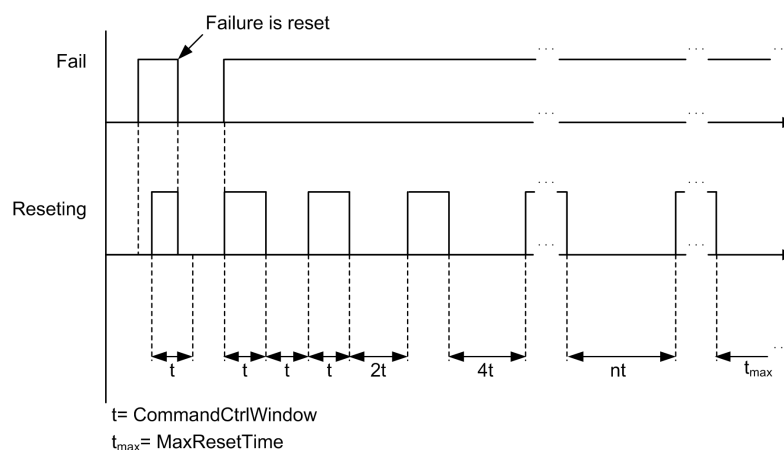 Failure is reset
Fail
Reseting
t
t
t
t
2t
4t
nt
tmax
t= CommandCtrlWindow
tmax= MaxResetTime